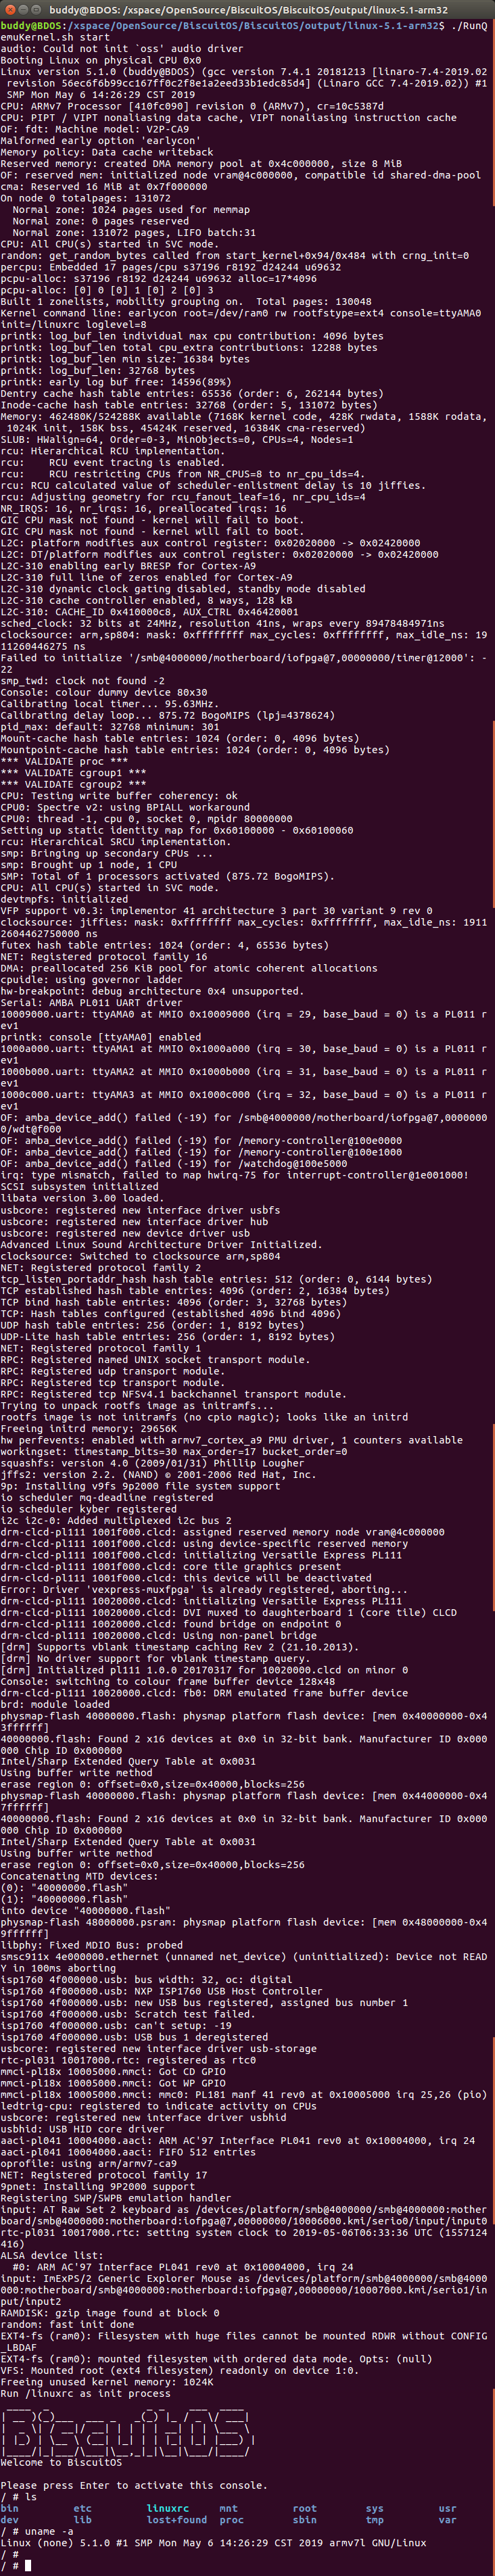 buddy@BDOS: /xspace/OpenSource/BiscuitOS/BiscuitOS/output/linux-5.1-arm32
buddy@BDOS:/xspace/OpenSource/BiscuitOS/BiscuitOS/output/linux-5.1-arm32$ ./RunQ
emuKernel.sh start
audio: Could not init `oss' audio driver
Booting Linux on physical CPU 0x0
Linux version 5.1.0 (buddy@BDOS) (gcc version 7.4.1 20181213 [linaro-7.4-2019.02
 revision 56ec6f6b99cc167ff0c2f8e1a2eed33b1edc85d4] (Linaro GCC 7.4-2019.02)) #1
 SMP Mon May 6 14:26:29 CST 2019
CPU: ARMv7 Processor [410fc090] revision 0 (ARMv7), cr=10c5387d
CPU: PIPT / VIPT nonaliasing data cache, VIPT nonaliasing instruction cache
OF: fdt: Machine model: V2P-CA9
Malformed early option 'earlycon'
Memory policy: Data cache writeback
Reserved memory: created DMA memory pool at 0x4c000000, size 8 MiB
OF: reserved mem: initialized node vram@4c000000, compatible id shared-dma-pool
cma: Reserved 16 MiB at 0x7f000000
On node 0 totalpages: 131072
  Normal zone: 1024 pages used for memmap
  Normal zone: 0 pages reserved
  Normal zone: 131072 pages, LIFO batch:31
CPU: All CPU(s) started in SVC mode.
random: get_random_bytes called from start_kernel+0x94/0x484 with crng_init=0
percpu: Embedded 17 pages/cpu s37196 r8192 d24244 u69632
pcpu-alloc: s37196 r8192 d24244 u69632 alloc=17*4096
pcpu-alloc: [0] 0 [0] 1 [0] 2 [0] 3
Built 1 zonelists, mobility grouping on.  Total pages: 130048
Kernel command line: earlycon root=/dev/ram0 rw rootfstype=ext4 console=ttyAMA0
init=/linuxrc loglevel=8
printk: log_buf_len individual max cpu contribution: 4096 bytes
printk: log_buf_len total cpu_extra contributions: 12288 bytes
printk: log_buf_len min size: 16384 bytes
printk: log_buf_len: 32768 bytes
printk: early log buf free: 14596(89%)
Dentry cache hash table entries: 65536 (order: 6, 262144 bytes)
Inode-cache hash table entries: 32768 (order: 5, 131072 bytes)
Memory: 462480K/524288K available (7168K kernel code, 428K rwdata, 1588K rodata,
 1024K init, 158K bss, 45424K reserved, 16384K cma-reserved)
SLUB: HWalign=64, Order=0-3, MinObjects=0, CPUs=4, Nodes=1
rcu: Hierarchical RCU implementation.
rcu:    RCU event tracing is enabled.
rcu:    RCU restricting CPUs from NR_CPUS=8 to nr_cpu_ids=4.
rcu: RCU calculated value of scheduler-enlistment delay is 10 jiffies.
rcu: Adjusting geometry for rcu_fanout_leaf=16, nr_cpu_ids=4
NR_IRQS: 16, nr_irqs: 16, preallocated irqs: 16
GIC CPU mask not found - kernel will fail to boot.
GIC CPU mask not found - kernel will fail to boot.
L2C: platform modifies aux control register: 0x02020000 -> 0x02420000
L2C: DT/platform modifies aux control register: 0x02020000 -> 0x02420000
L2C-310 enabling early BRESP for Cortex-A9
L2C-310 full line of zeros enabled for Cortex-A9
L2C-310 dynamic clock gating disabled, standby mode disabled
L2C-310 cache controller enabled, 8 ways, 128 kB
L2C-310: CACHE_ID 0x410000c8, AUX_CTRL 0x46420001
sched_clock: 32 bits at 24MHz, resolution 41ns, wraps every 89478484971ns
clocksource: arm,sp804: mask: 0xffffffff max_cycles: 0xffffffff, max_idle_ns: 19
11260446275 ns
Failed to initialize '/smb@4000000/motherboard/iofpga@7,00000000/timer@12000': -
22
smp_twd: clock not found -2
Console: colour dummy device 80x30
Calibrating local timer... 95.63MHz.
Calibrating delay loop... 875.72 BogoMIPS (lpj=4378624)
pid_max: default: 32768 minimum: 301
Mount-cache hash table entries: 1024 (order: 0, 4096 bytes)
Mountpoint-cache hash table entries: 1024 (order: 0, 4096 bytes)
*** VALIDATE proc ***
*** VALIDATE cgroup1 ***
*** VALIDATE cgroup2 ***
CPU: Testing write buffer coherency: ok
CPU0: Spectre v2: using BPIALL workaround
CPU0: thread -1, cpu 0, socket 0, mpidr 80000000
Setting up static identity map for 0x60100000 - 0x60100060
rcu: Hierarchical SRCU implementation.
smp: Bringing up secondary CPUs ...
smp: Brought up 1 node, 1 CPU
SMP: Total of 1 processors activated (875.72 BogoMIPS).
CPU: All CPU(s) started in SVC mode.
devtmpfs: initialized
VFP support v0.3: implementor 41 architecture 3 part 30 variant 9 rev 0
clocksource: jiffies: mask: 0xffffffff max_cycles: 0xffffffff, max_idle_ns: 1911
2604462750000 ns
futex hash table entries: 1024 (order: 4, 65536 bytes)
NET: Registered protocol family 16
DMA: preallocated 256 KiB pool for atomic coherent allocations
cpuidle: using governor ladder
hw-breakpoint: debug architecture 0x4 unsupported.
Serial: AMBA PL011 UART driver
10009000.uart: ttyAMA0 at MMIO 0x10009000 (irq = 29, base_baud = 0) is a PL011 r
ev1
printk: console [ttyAMA0] enabled
1000a000.uart: ttyAMA1 at MMIO 0x1000a000 (irq = 30, base_baud = 0) is a PL011 r
ev1
1000b000.uart: ttyAMA2 at MMIO 0x1000b000 (irq = 31, base_baud = 0) is a PL011 r
ev1
1000c000.uart: ttyAMA3 at MMIO 0x1000c000 (irq = 32, base_baud = 0) is a PL011 r
ev1
OF: amba_device_add() failed (-19) for /smb@4000000/motherboard/iofpga@7,0000000
0/wdt@f000
OF: amba_device_add() failed (-19) for /memory-controller@100e0000
OF: amba_device_add() failed (-19) for /memory-controller@100e1000
OF: amba_device_add() failed (-19) for /watchdog@100e5000
irq: type mismatch, failed to map hwirq-75 for interrupt-controller@1e001000!
SCSI subsystem initialized
libata version 3.00 loaded.
usbcore: registered new interface driver usbfs
usbcore: registered new interface driver hub
usbcore: registered new device driver usb
Advanced Linux Sound Architecture Driver Initialized.
clocksource: Switched to clocksource arm,sp804
NET: Registered protocol family 2
tcp_listen_portaddr_hash hash table entries: 512 (order: 0, 6144 bytes)
TCP established hash table entries: 4096 (order: 2, 16384 bytes)
TCP bind hash table entries: 4096 (order: 3, 32768 bytes)
TCP: Hash tables configured (established 4096 bind 4096)
UDP hash table entries: 256 (order: 1, 8192 bytes)
UDP-Lite hash table entries: 256 (order: 1, 8192 bytes)
NET: Registered protocol family 1
RPC: Registered named UNIX socket transport module.
RPC: Registered udp transport module.
RPC: Registered tcp transport module.
RPC: Registered tcp NFSv4.1 backchannel transport module.
Trying to unpack rootfs image as initramfs...
rootfs image is not initramfs (no cpio magic); looks like an initrd
Freeing initrd memory: 29656K
hw perfevents: enabled with armv7_cortex_a9 PMU driver, 1 counters available
workingset: timestamp_bits=30 max_order=17 bucket_order=0
squashfs: version 4.0 (2009/01/31) Phillip Lougher
jffs2: version 2.2. (NAND) © 2001-2006 Red Hat, Inc.
9p: Installing v9fs 9p2000 file system support
io scheduler mq-deadline registered
io scheduler kyber registered
i2c i2c-0: Added multiplexed i2c bus 2
drm-clcd-pl111 1001f000.clcd: assigned reserved memory node vram@4c000000
drm-clcd-pl111 1001f000.clcd: using device-specific reserved memory
drm-clcd-pl111 1001f000.clcd: initializing Versatile Express PL111
drm-clcd-pl111 1001f000.clcd: core tile graphics present
drm-clcd-pl111 1001f000.clcd: this device will be deactivated
Error: Driver 'vexpress-muxfpga' is already registered, aborting...
drm-clcd-pl111 10020000.clcd: initializing Versatile Express PL111
drm-clcd-pl111 10020000.clcd: DVI muxed to daughterboard 1 (core tile) CLCD
drm-clcd-pl111 10020000.clcd: found bridge on endpoint 0
drm-clcd-pl111 10020000.clcd: Using non-panel bridge
[drm] Supports vblank timestamp caching Rev 2 (21.10.2013).
[drm] No driver support for vblank timestamp query.
[drm] Initialized pl111 1.0.0 20170317 for 10020000.clcd on minor 0
Console: switching to colour frame buffer device 128x48
drm-clcd-pl111 10020000.clcd: fb0: DRM emulated frame buffer device
brd: module loaded
physmap-flash 40000000.flash: physmap platform flash device: [mem 0x40000000-0x4
3ffffff]
40000000.flash: Found 2 x16 devices at 0x0 in 32-bit bank. Manufacturer ID 0x000
000 Chip ID 0x000000
Intel/Sharp Extended Query Table at 0x0031
Using buffer write method
erase region 0: offset=0x0,size=0x40000,blocks=256
physmap-flash 40000000.flash: physmap platform flash device: [mem 0x44000000-0x4
7ffffff]
40000000.flash: Found 2 x16 devices at 0x0 in 32-bit bank. Manufacturer ID 0x000
000 Chip ID 0x000000
Intel/Sharp Extended Query Table at 0x0031
Using buffer write method
erase region 0: offset=0x0,size=0x40000,blocks=256
Concatenating MTD devices:
(0): "40000000.flash"
(1): "40000000.flash"
into device "40000000.flash"
physmap-flash 48000000.psram: physmap platform flash device: [mem 0x48000000-0x4
9ffffff]
libphy: Fixed MDIO Bus: probed
smsc911x 4e000000.ethernet (unnamed net_device) (uninitialized): Device not READ
Y in 100ms aborting
isp1760 4f000000.usb: bus width: 32, oc: digital
isp1760 4f000000.usb: NXP ISP1760 USB Host Controller
isp1760 4f000000.usb: new USB bus registered, assigned bus number 1
isp1760 4f000000.usb: Scratch test failed.
isp1760 4f000000.usb: can't setup: -19
isp1760 4f000000.usb: USB bus 1 deregistered
usbcore: registered new interface driver usb-storage
rtc-pl031 10017000.rtc: registered as rtc0
mmci-pl18x 10005000.mmci: Got CD GPIO
mmci-pl18x 10005000.mmci: Got WP GPIO
mmci-pl18x 10005000.mmci: mmc0: PL181 manf 41 rev0 at 0x10005000 irq 25,26 (pio)
ledtrig-cpu: registered to indicate activity on CPUs
usbcore: registered new interface driver usbhid
usbhid: USB HID core driver
aaci-pl041 10004000.aaci: ARM AC'97 Interface PL041 rev0 at 0x10004000, irq 24
aaci-pl041 10004000.aaci: FIFO 512 entries
oprofile: using arm/armv7-ca9
NET: Registered protocol family 17
9pnet: Installing 9P2000 support
Registering SWP/SWPB emulation handler
input: AT Raw Set 2 keyboard as /devices/platform/smb@4000000/smb@4000000:mother
board/smb@4000000:motherboard:iofpga@7,00000000/10006000.kmi/serio0/input/input0
rtc-pl031 10017000.rtc: setting system clock to 2019-05-06T06:33:36 UTC (1557124
416)
ALSA device list:
  #0: ARM AC'97 Interface PL041 rev0 at 0x10004000, irq 24
input: ImExPS/2 Generic Explorer Mouse as /devices/platform/smb@4000000/smb@4000
000:motherboard/smb@4000000:motherboard:iofpga@7,00000000/10007000.kmi/serio1/in
put/input2
RAMDISK: gzip image found at block 0
random: fast init done
EXT4-fs (ram0): Filesystem with huge files cannot be mounted RDWR without CONFIG
_LBDAF
EXT4-fs (ram0): mounted filesystem with ordered data mode. Opts: (null)
VFS: Mounted root (ext4 filesystem) readonly on device 1:0.
Freeing unused kernel memory: 1024K
Run /linuxrc as init process
BiscuitOS
Welcome to BiscuitOS
Please press Enter to activate this console.
/ # ls
bin         etc         linuxrc     mnt         root        sys         usr
dev         lib         lost+found  proc        sbin        tmp         var
/ # uname -a
Linux (none) 5.1.0 #1 SMP Mon May 6 14:26:29 CST 2019 armv7l GNU/Linux
/ #
/ #